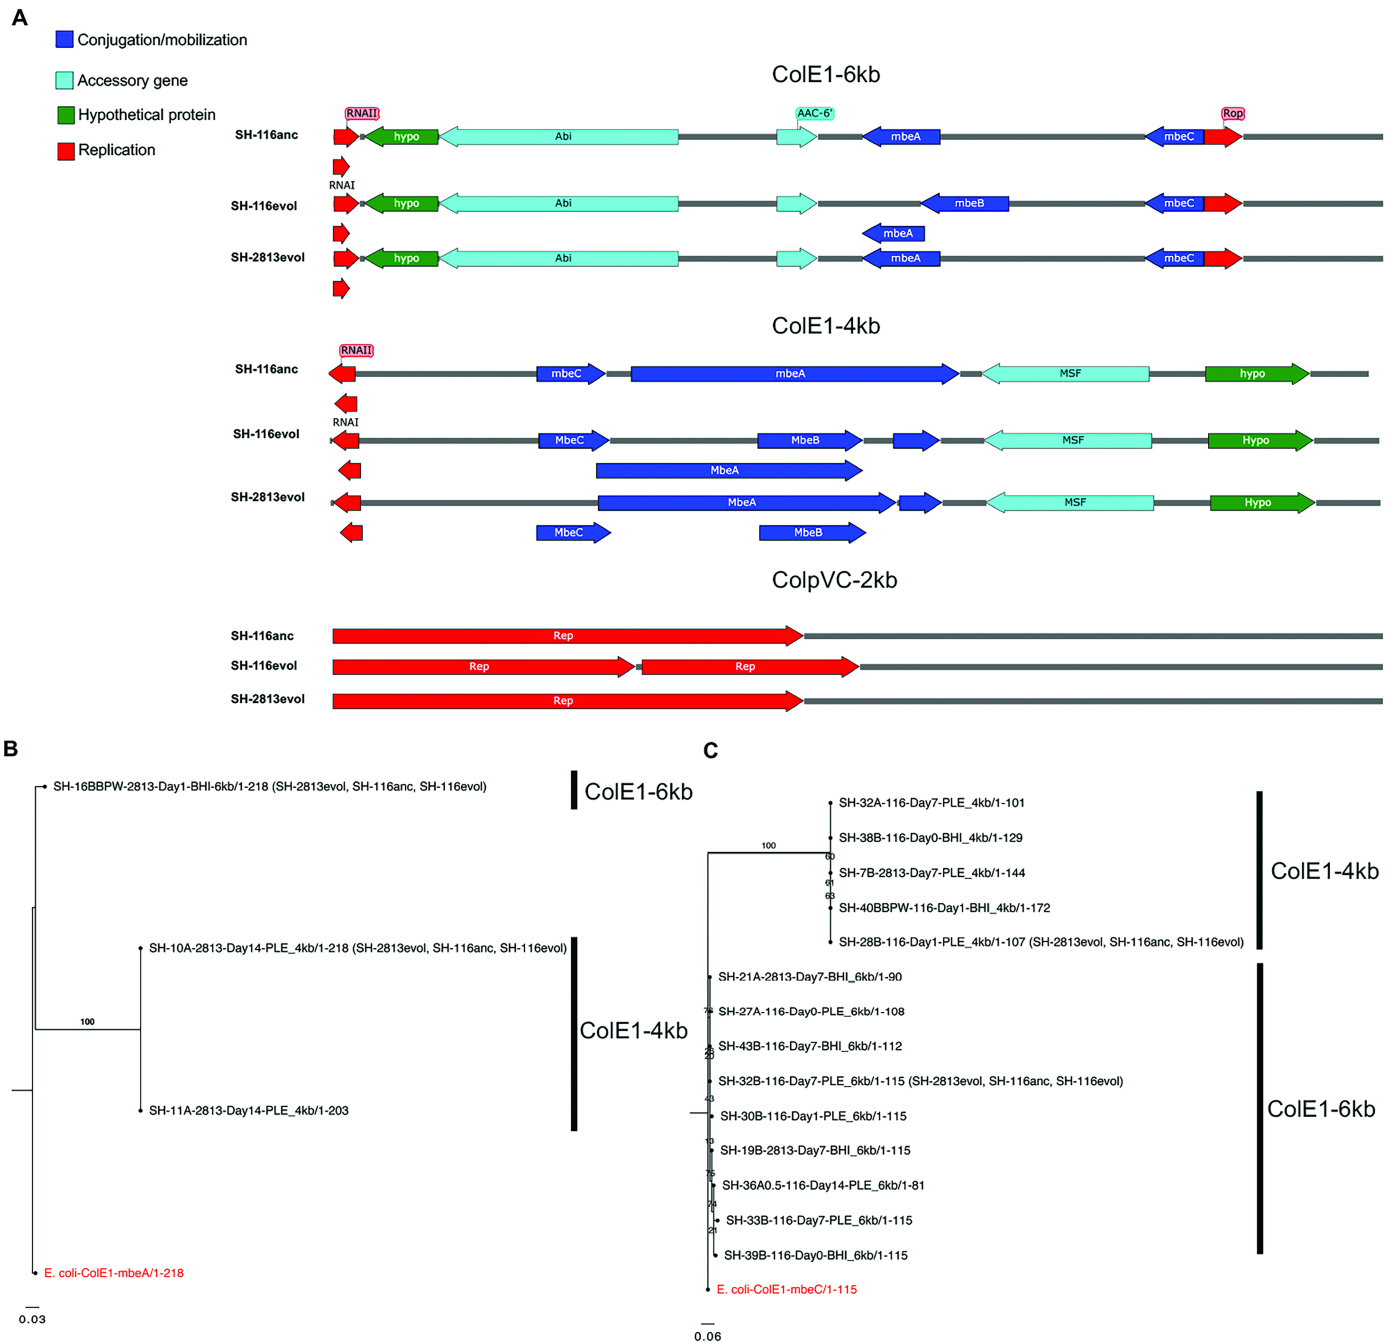 A
Conjugation/mobilization
Accessory gene
Hypothetical protein
Replication
ColE1-6kb
RNAII
AAC-6'
Rop
SH-116anc
hypo
Abi
mbeA
mbeC
RNAI
SH-116evol
hypo
Abi
mbeB
mbeC
mbeA
SH-2813evol
hypo
Abi
mbeA
mbeC
ColE1-4kb
RNAII
SH-116anc
mbeC
mbeA
MSF
hypo
RNAI
SH-116evol
MbeC
MbeB
MSF
Hypo
MbeA
SH-2813evol
MbeA
MSF
Hypo
MbeC
MbeB
ColpVC-2kb
SH-116anc
Rep
SH-116evol
Rep
Rep
SH-2813evol
Rep
B
SH-16BBPW-2813-Day1-BHI-6kb/1-218 (SH-2813evol, SH-116anc, SH-116evol)
ColE1-6kb
SH-10A-2813-Day14-PLE_4kb/1-218 (SH-2813evol, SH-116anc, SH-116evol)
100
ColE1-4kb
SH-11A-2813-Day14-PLE_4kb/1-203
E. coli-ColE1-mbeA/1-218
0.03
C
SH-32A-116-Day7-PLE_4kb/1-101
SH-38B-116-Day0-BHI_4kb/1-129
100
60
SH-7B-2813-Day7-PLE_4kb/1-144
61
63
SH-40BBPW-116-Day1-BHI_4kb/1-172
SH-28B-116-Day1-PLE_4kb/1-107 (SH-2813evol, SH-116anc, SH-116evol)
ColE1-4kb
SH-21A-2813-Day7-BHI_6kb/1-90
SH-27A-116-Day0-PLE_6kb/1-108
SH-43B-116-Day7-BHI_6kb/1-112
SH-32B-116-Day7-PLE_6kb/1-115 (SH-2813evol, SH-116anc, SH-116evol)
43
SH-30B-116-Day1-PLE_6kb/1-115
13
SH-19B-2813-Day7-BHI_6kb/1-115
75
SH-36A0.5-116-Day14-PLE_6kb/1-81
74
SH-33B-116-Day7-PLE_6kb/1-115
21
SH-39B-116-Day0-BHI_6kb/1-115
ColE1-6kb
E. coli-ColE1-mbeC/1-115
0.06